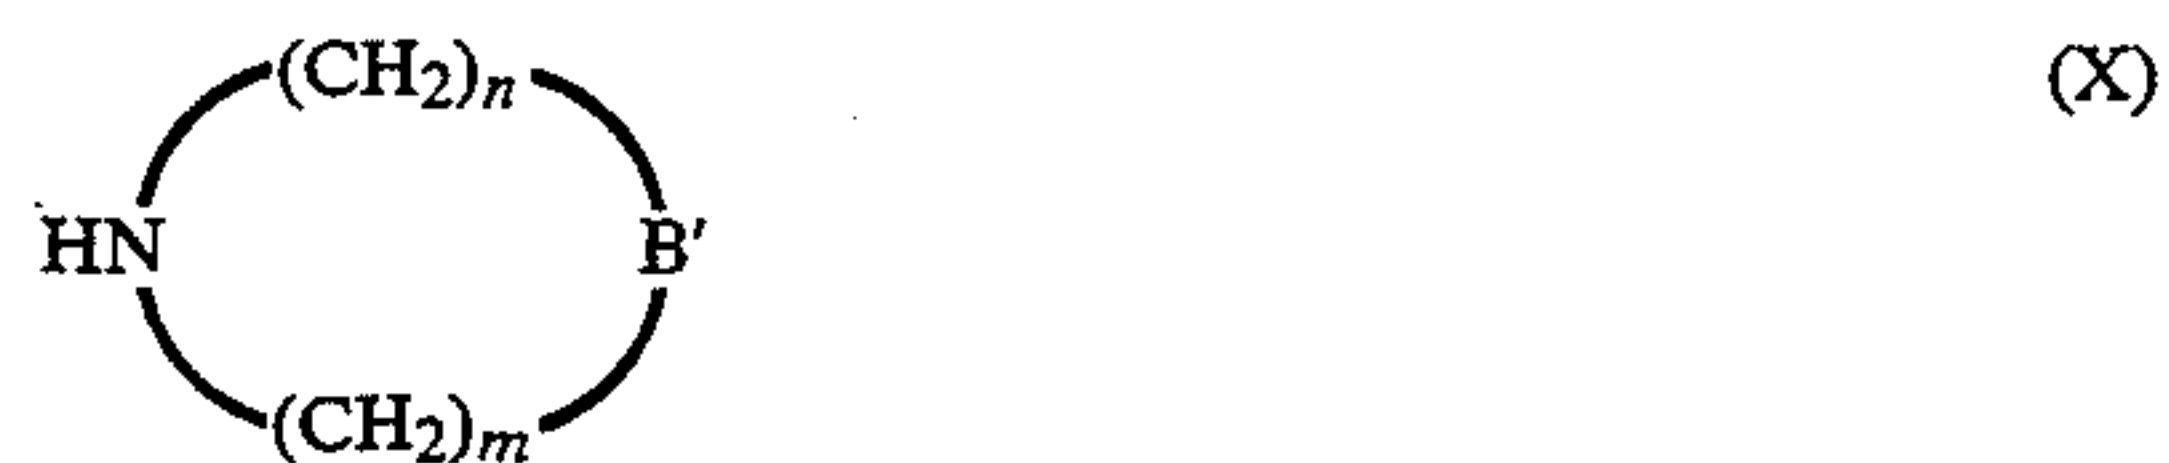 (CH₂)ₙ (X)
HN B′
(CH₂)ₘ